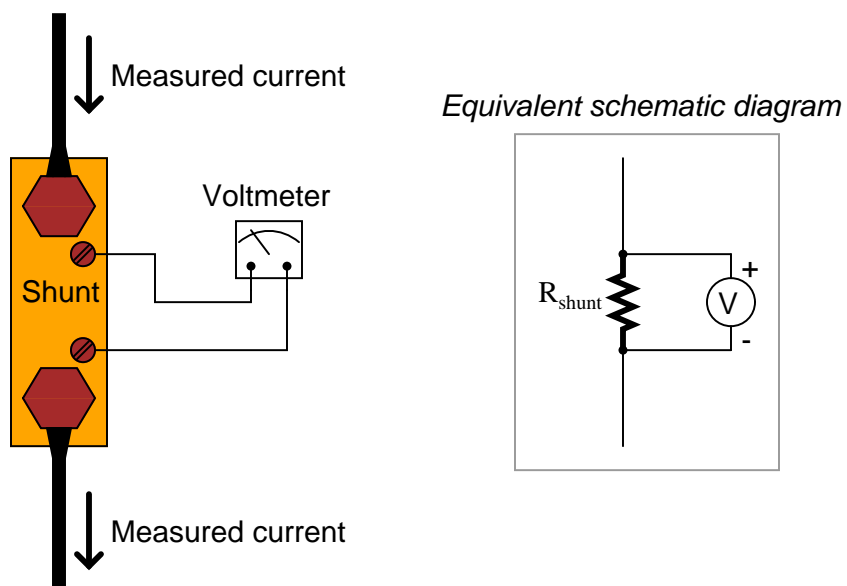 Measured current
Equivalent schematic diagram
Voltmeter
Shunt
R_shunt
+
V
-
Measured current